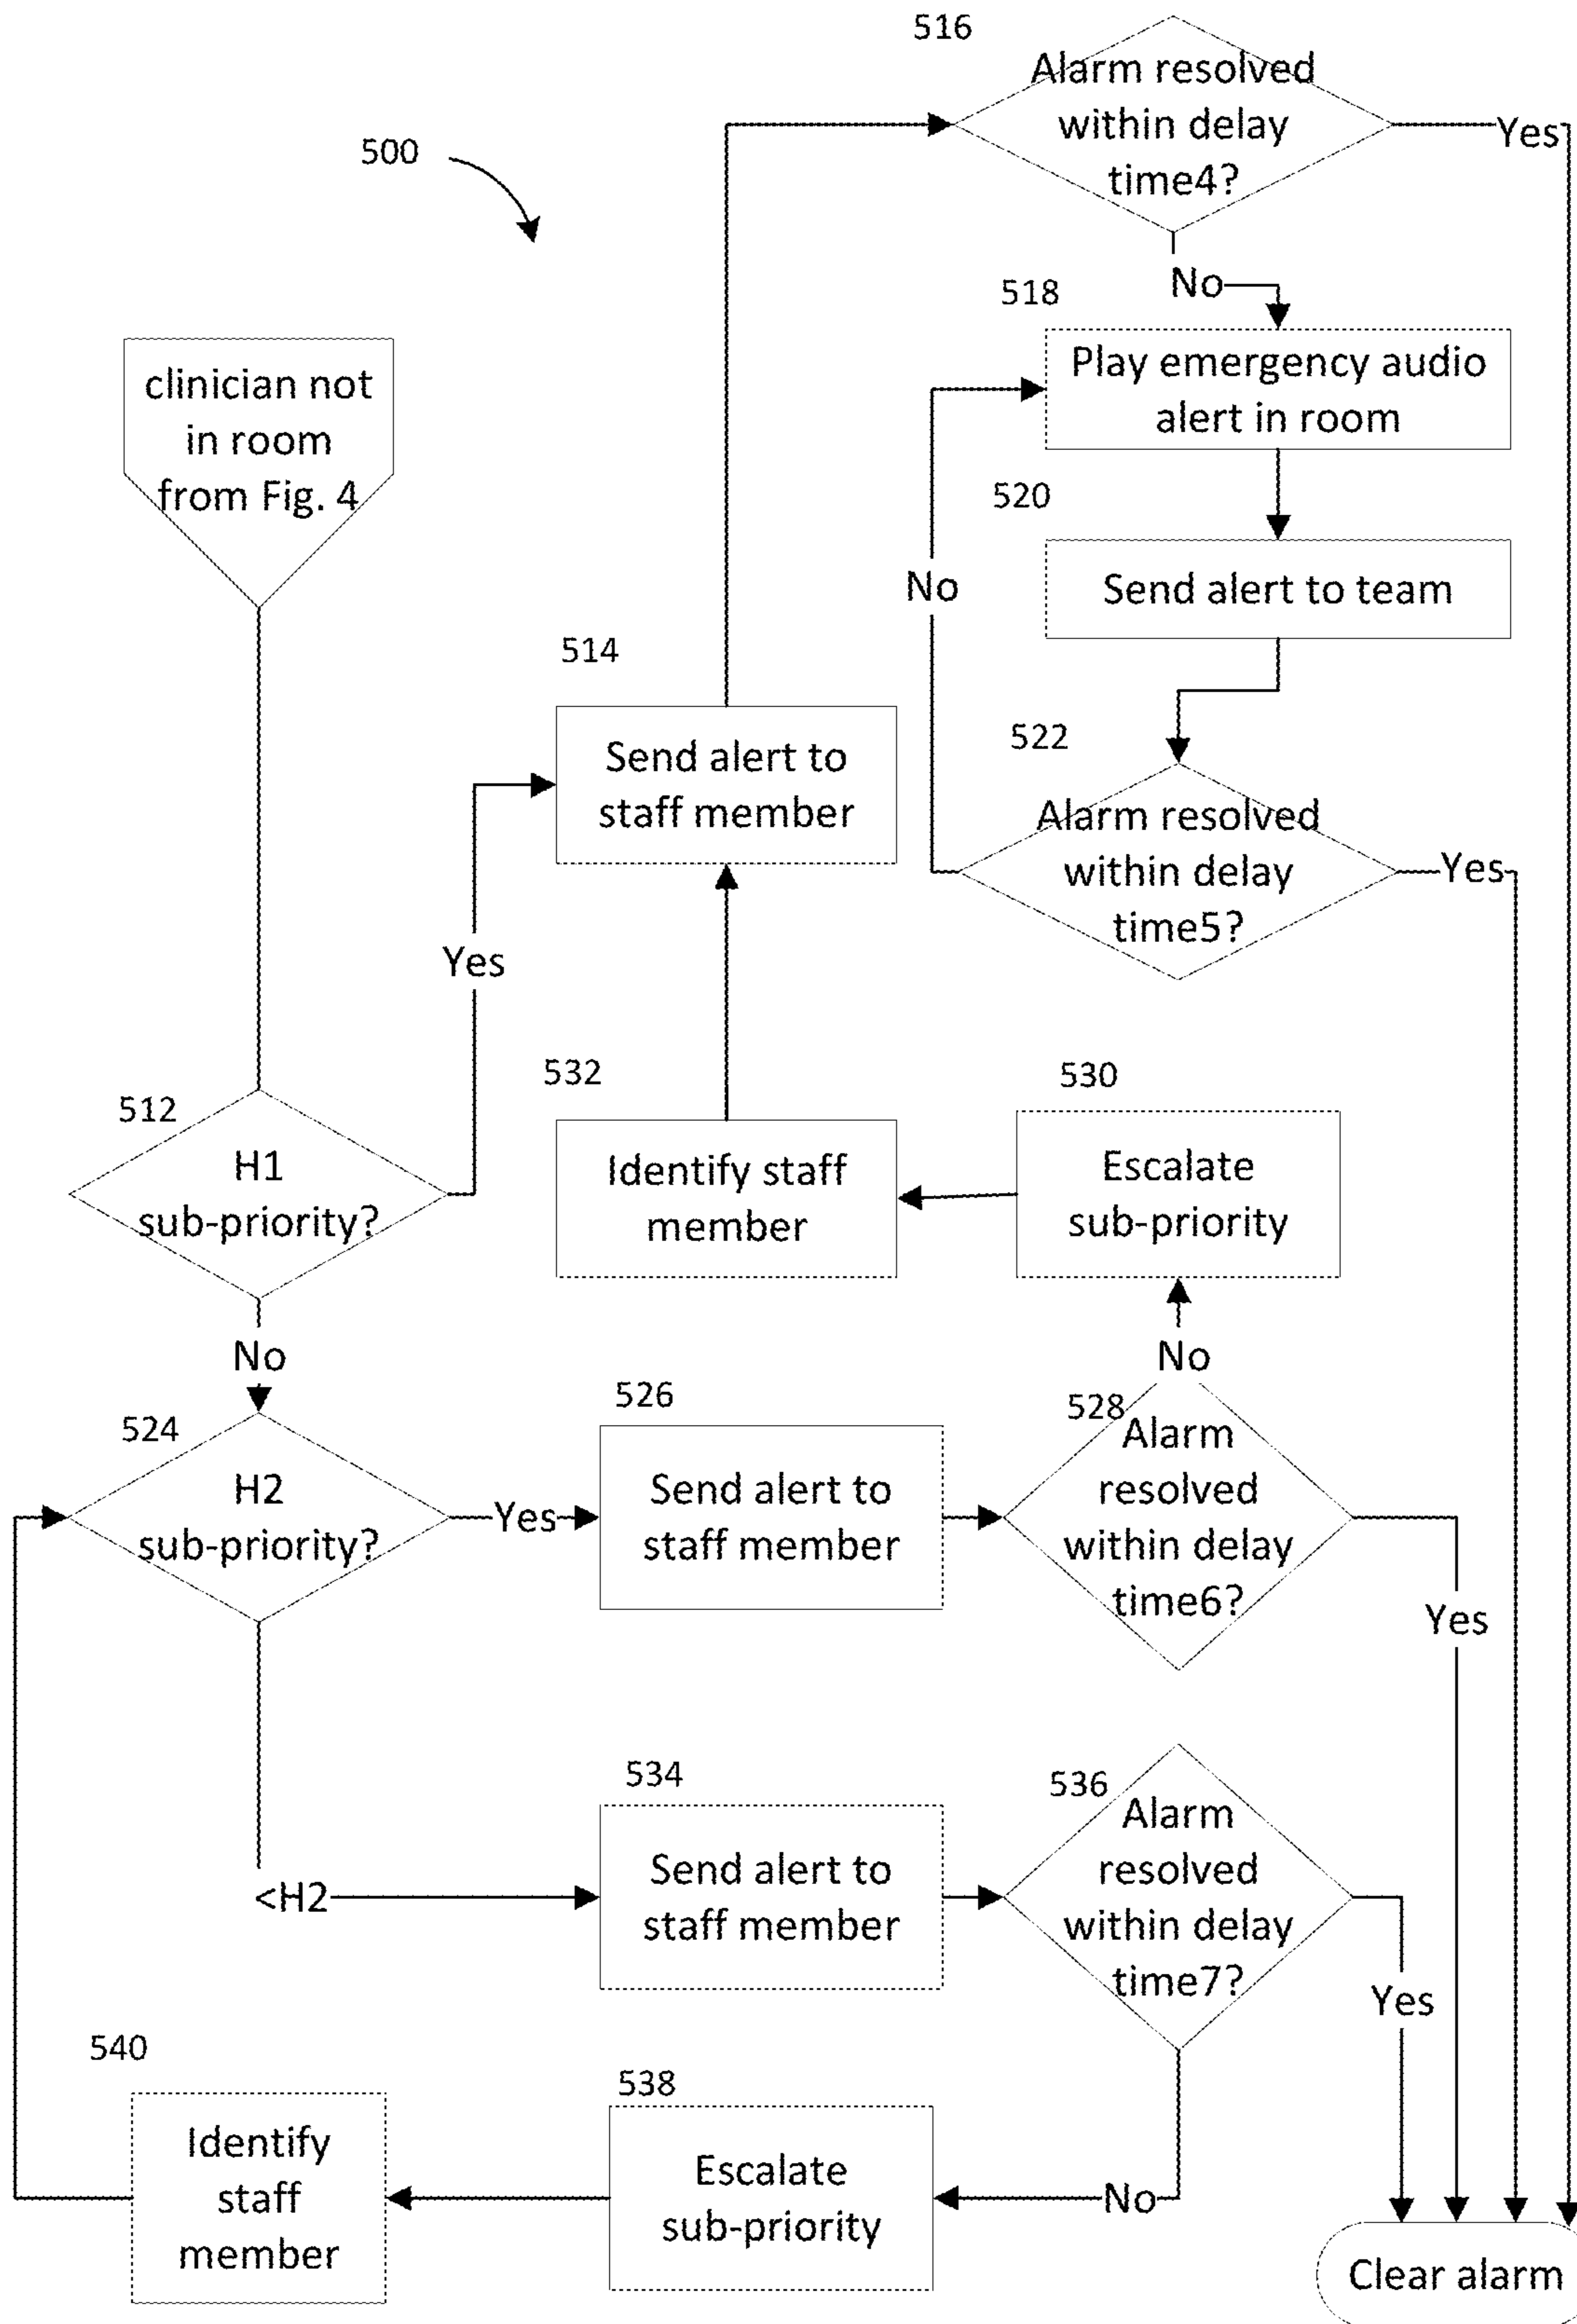 516
Alarm resolved
within delay
time4?
Yes
500
No
518
Play emergency audio
alert in room
clinician not
in room
from Fig. 4
520
Send alert to team
No
514
Send alert to
staff member
522
Alarm resolved
within delay
time5?
Yes
Yes
532
Identify staff
member
530
Escalate
sub-priority
512
H1
sub-priority?
No
No
524
H2
sub-priority?
Yes
526
Send alert to
staff member
528
Alarm
resolved
within delay
time6?
Yes
534
Send alert to
staff member
536
Alarm
resolved
within delay
time7?
<H2
Yes
540
Identify
staff
member
538
Escalate
sub-priority
No
Clear alarm